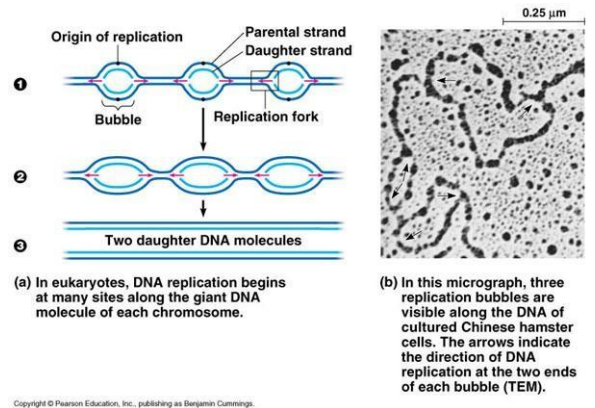 0.25 µm
Origin of replication
Parental strand
Daughter strand
1
Bubble
Replication fork
2
3
Two daughter DNA molecules
(a) In eukaryotes, DNA replication begins
at many sites along the giant DNA
molecule of each chromosome.
(b) In this micrograph, three
replication bubbles are
visible along the DNA of
cultured Chinese hamster
cells. The arrows indicate
the direction of DNA
replication at the two ends
of each bubble (TEM).
Copyright © Pearson Education, Inc., publishing as Benjamin Cummings.